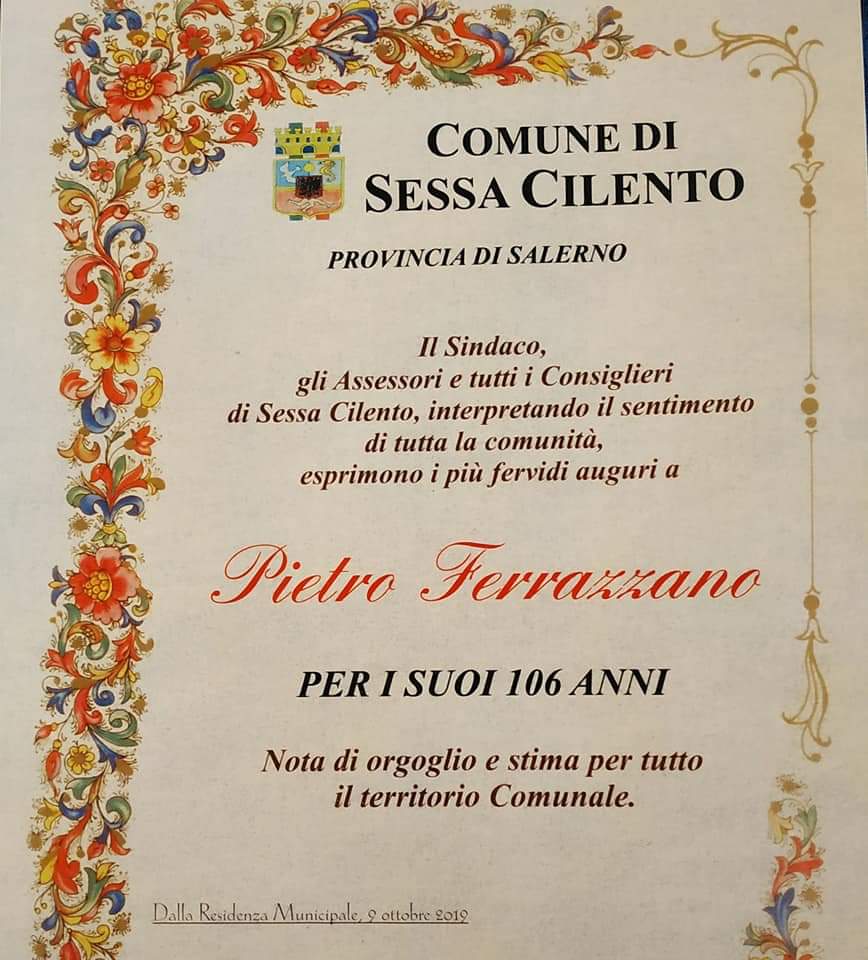 COMUNE DI
SESSA CILENTO
PROVINCIA DI SALERNO
Il Sindaco,
gli Assessori e tutti i Consiglieri
di Sessa Cilento, interpretando il sentimento
di tutta la comunità,
esprimono i più fervidi auguri a
Pietro Ferrazzano
PER I SUOI 106 ANNI
Nota di orgoglio e stima per tutto
il territorio Comunale.
Dalla Residenza Municipale, 9 ottobre 2019